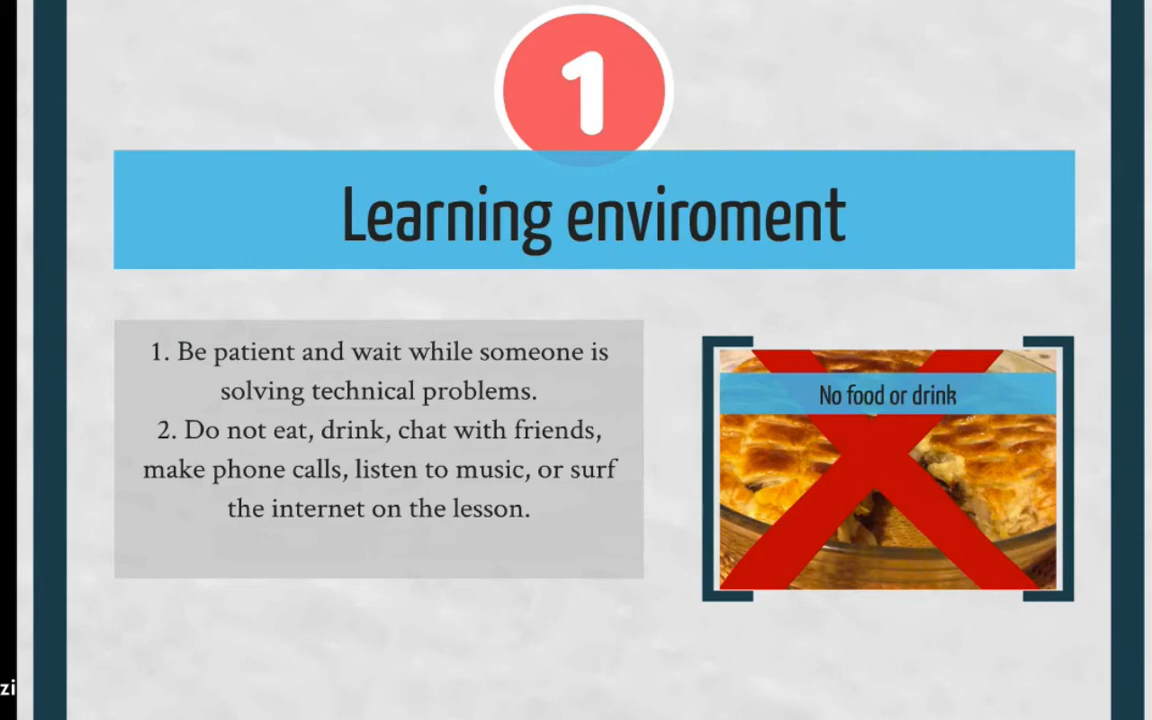 1
Learning enviroment
1. Be patient and wait while someone is
solving technical problems.
2. Do not eat, drink, chat with friends,
make phone calls, listen to music, or surf
the internet on the lesson.
No food or drink
zi